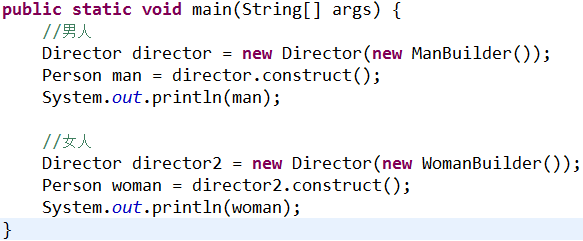 public static void main(String[] args) {
//男人
Director director = new Director(new ManBuilder());
Person man = director.construct();
System.out.println(man);
//女人
Director director2 = new Director(new WomanBuilder());
Person woman = director2.construct();
System.out.println(woman);
}